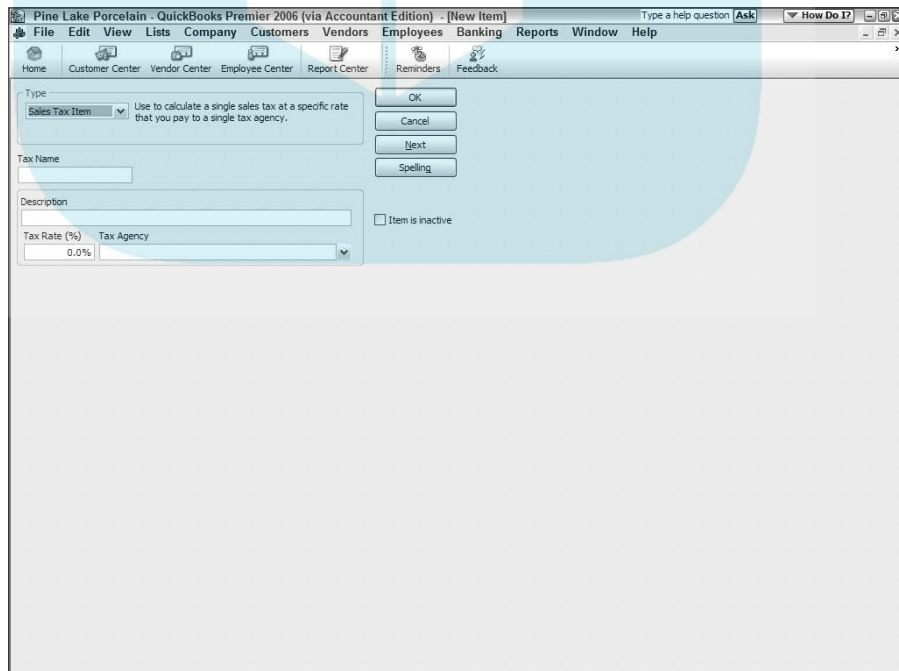 Pine Lake Porcelain - QuickBooks Premier 2006 (via Accountant Edition) - [New Item] Type a help question Ask How Do I?
File Edit View Lists Company Customers Vendors Employees Banking Reports Window Help
Home Customer Center Vendor Center Employee Center Report Center Reminders Feedback
Type
Sales Tax Item Use to calculate a single sales tax at a specific rate
that you pay to a single tax agency.
OK
Cancel
Next
Spelling
Tax Name
Description
Item is inactive
Tax Rate (%) Tax Agency
0.0%